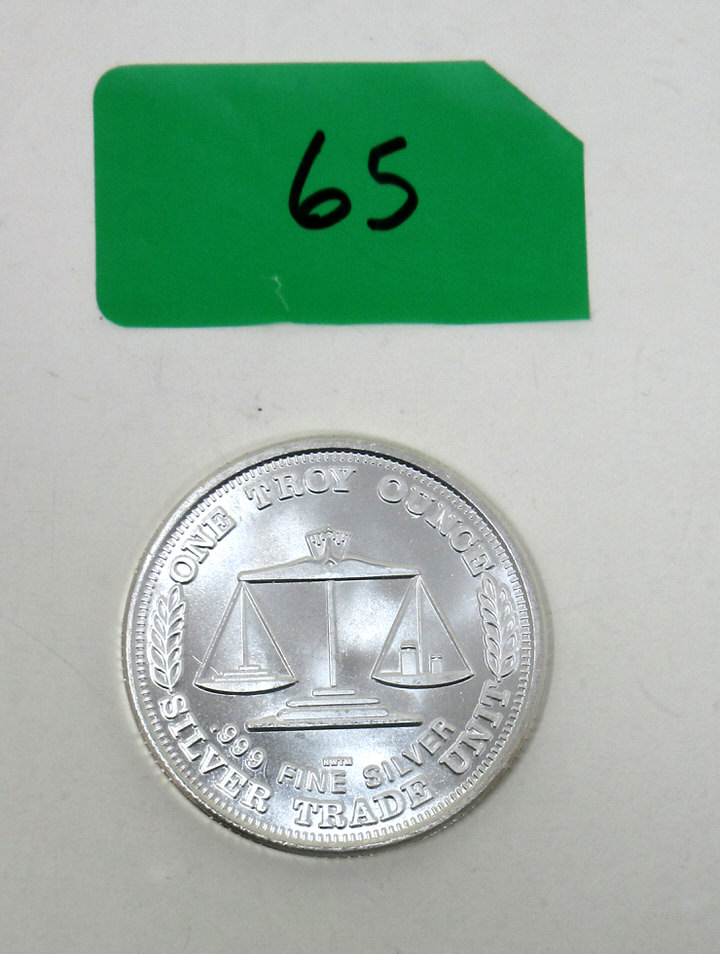 65
ONE TROY OUNCE
.999 FINE SILVER
SILVER TRADE UNIT